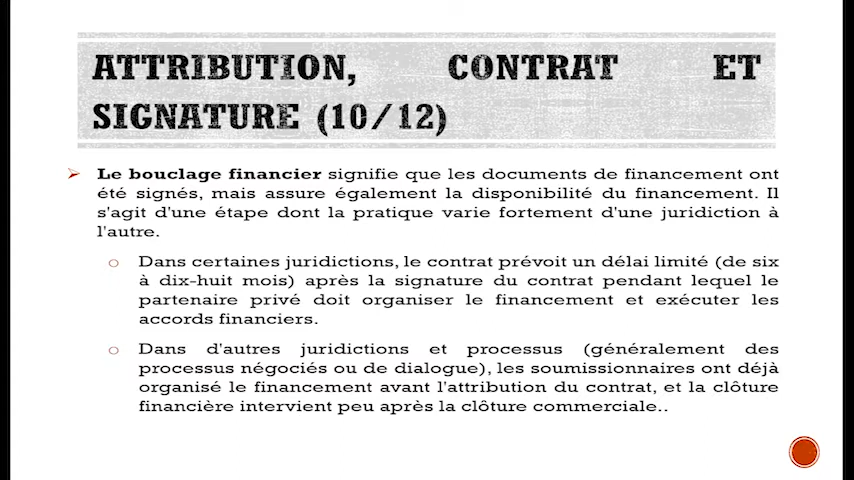 ATTRIBUTION, CONTRAT ET
SIGNATURE (10/12)
Le bouclage financier signifie que les documents de financement ont
été signés, mais assure également la disponibilité du financement. Il
s'agit d'une étape dont la pratique varie fortement d'une juridiction à
l'autre.
Dans certaines juridictions, le contrat prévoit un délai limité (de six
à dix-huit mois) après la signature du contrat pendant lequel le
partenaire privé doit organiser le financement et exécuter les
accords financiers.
Dans d'autres juridictions et processus (généralement des
processus négociés ou de dialogue), les soumissionnaires ont déjà
organisé le financement avant l'attribution du contrat, et la clôture
financière intervient peu après la clôture commerciale..